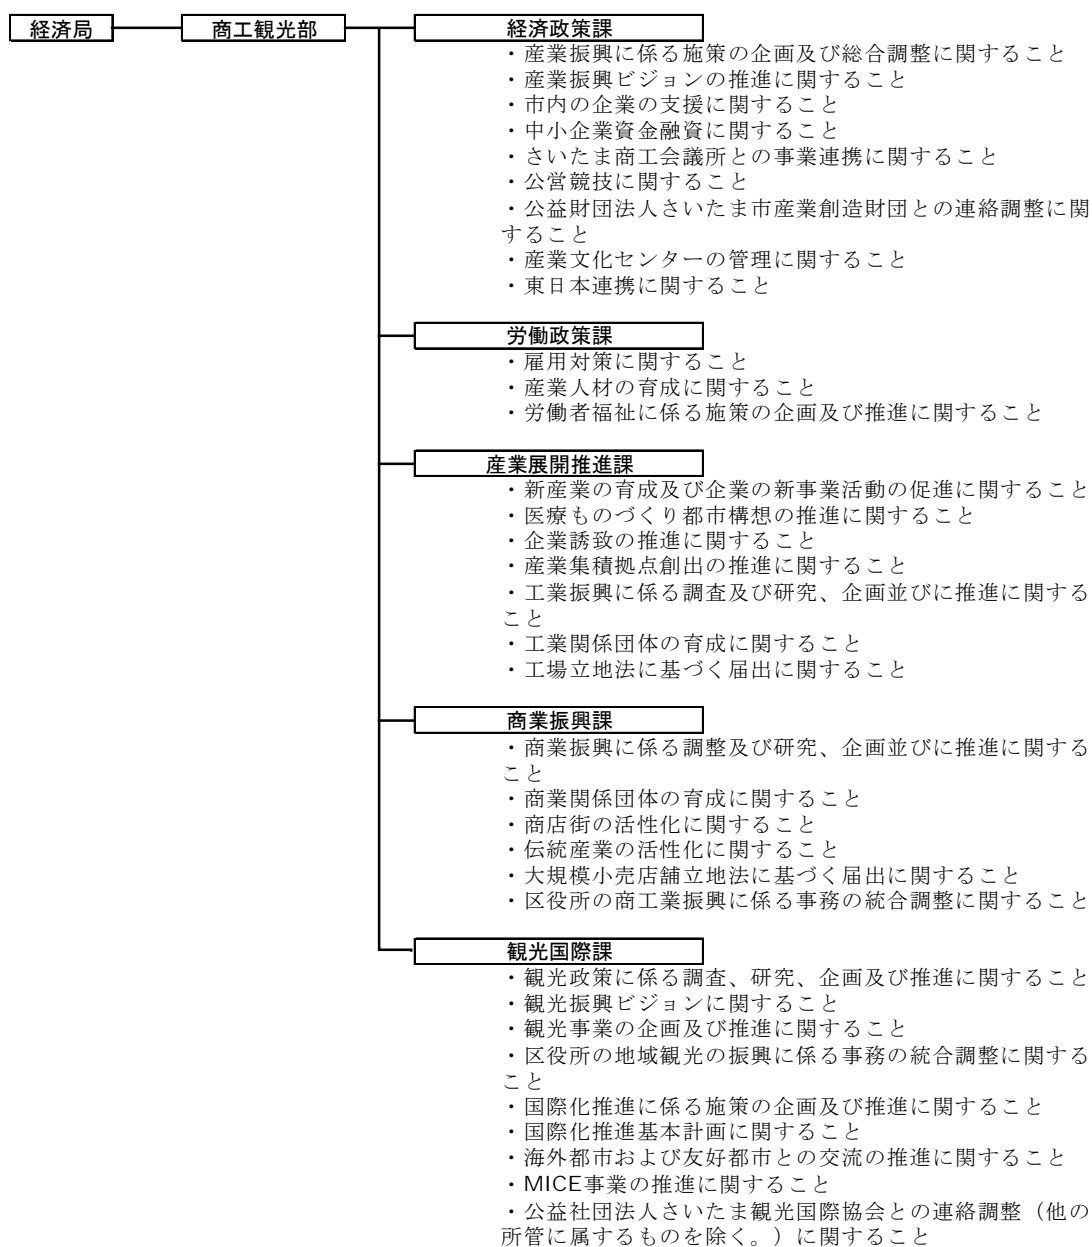 経済局 商工観光部 経済政策課
・産業振興に係る施策の企画及び総合調整に関すること
・産業振興ビジョンの推進に関すること
・市内の企業の支援に関すること
・中小企業資金融資に関すること
・さいたま商工会議所との事業連携に関すること
・公営競技に関すること
・公益財団法人さいたま市産業創造財団との連絡調整に関
すること
・産業文化センターの管理に関すること
・東日本連携に関すること
労働政策課
・雇用対策に関すること
・産業人材の育成に関すること
・労働者福祉に係る施策の企画及び推進に関すること
産業展開推進課
・新産業の育成及び企業の新事業活動の促進に関すること
・医療ものづくり都市構想の推進に関すること
・企業誘致の推進に関すること
・産業集積拠点創出の推進に関すること
・工業振興に係る調査及び研究、企画並びに推進に関する
こと
・工業関係団体の育成に関すること
・工場立地法に基づく届出に関すること
商業振興課
・商業振興に係る調整及び研究、企画並びに推進に関する
こと
・商業関係団体の育成に関すること
・商店街の活性化に関すること
・伝統産業の活性化に関すること
・大規模小売店舗立地法に基づく届出に関すること
・区役所の商工業振興に係る事務の統合調整に関すること
観光国際課
・観光政策に係る調査、研究、企画及び推進に関すること
・観光振興ビジョンに関すること
・観光事業の企画及び推進に関すること
・区役所の地域観光の振興に係る事務の統合調整に関する
こと
・国際化推進に係る施策の企画及び推進に関すること
・国際化推進基本計画に関すること
・海外都市および友好都市との交流の推進に関すること
・MICE事業の推進に関すること
・公益社団法人さいたま観光国際協会との連絡調整（他の
所管に属するものを除く。）に関すること